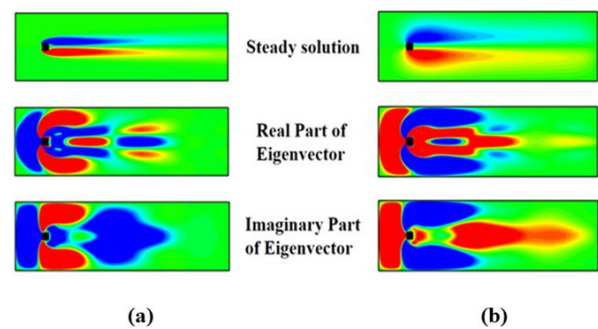 Steady solution
Real Part of
Eigenvector
Imaginary Part
of Eigenvector
(a)
(b)